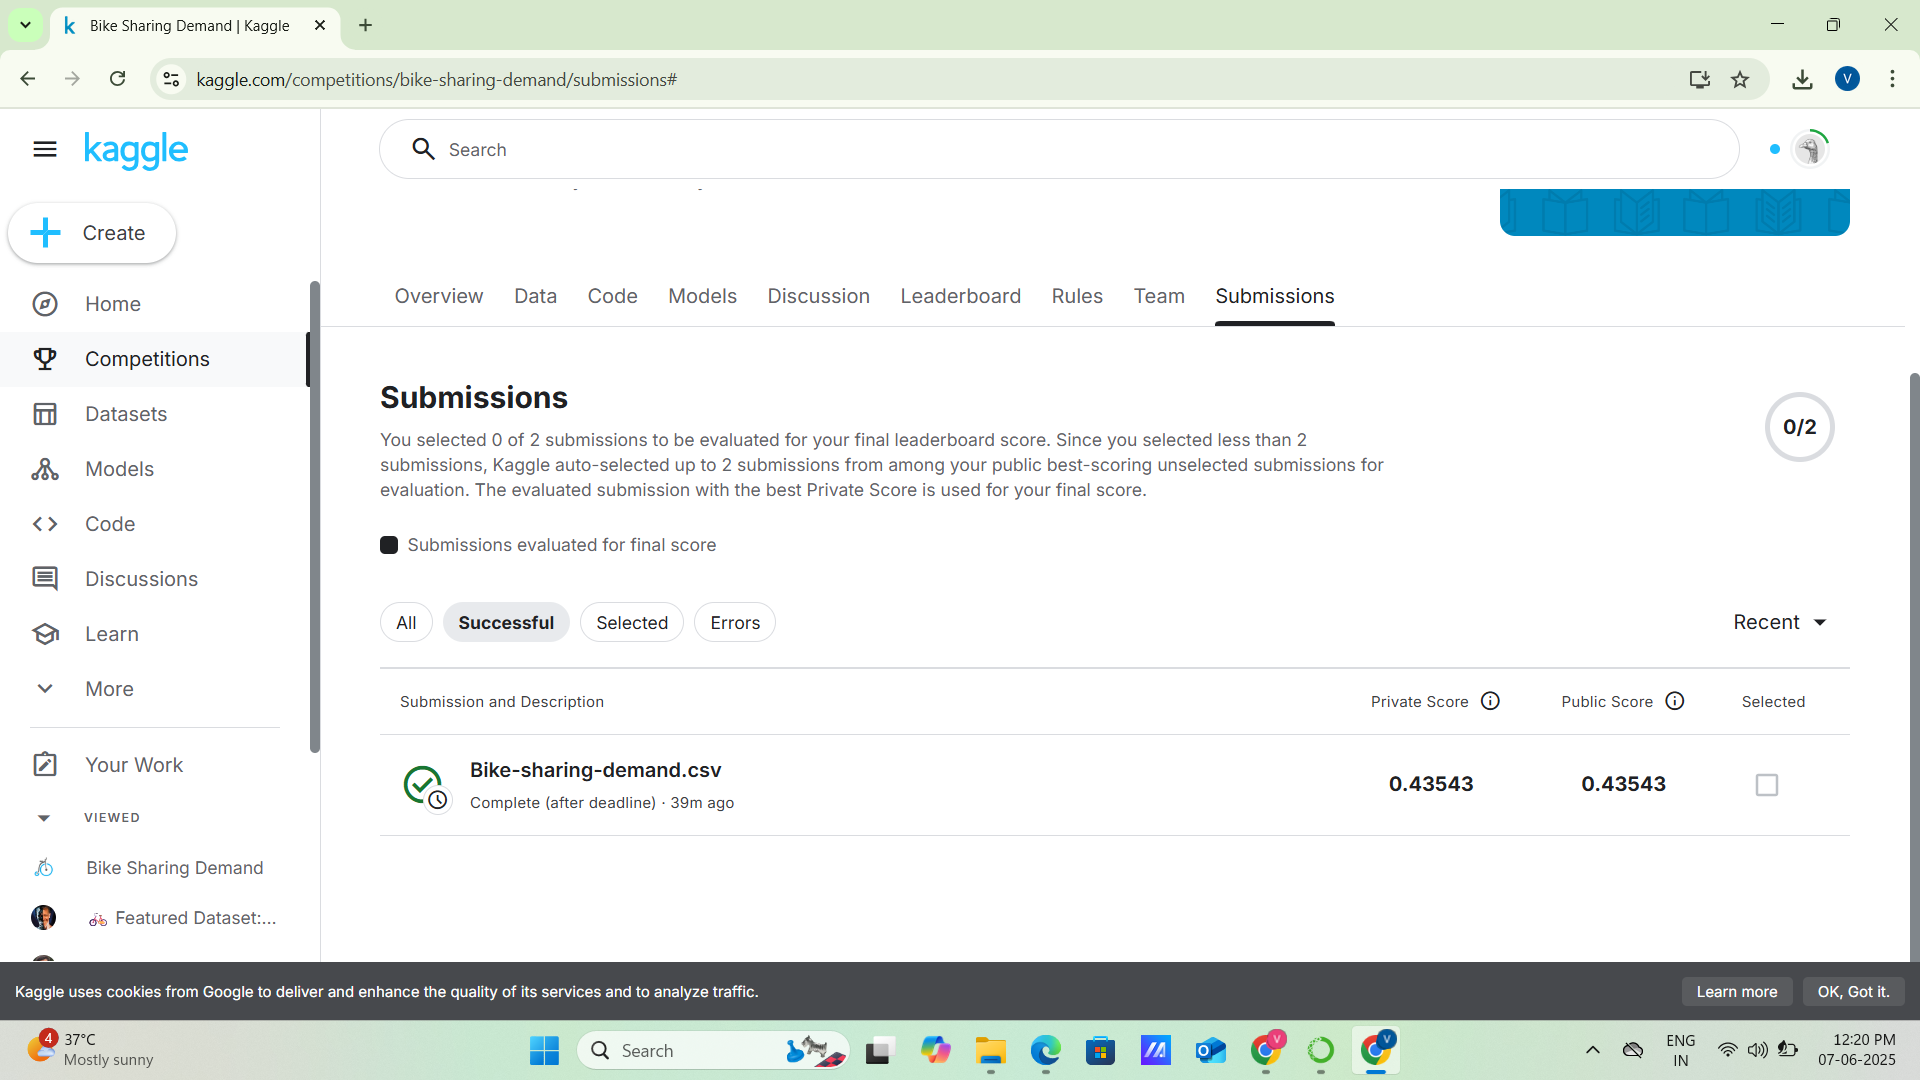 Bike Sharing Demand | Kaggle
kaggle.com/competitions/bike-sharing-demand/submissions#
V
kaggle
Search
Create
Home
Competitions
Datasets
Models
Code
Discussions
Learn
More
Your Work
VIEWED
Bike Sharing Demand
Featured Dataset:...
Overview Data Code Models Discussion Leaderboard Rules Team Submissions
Submissions
0/2
You selected 0 of 2 submissions to be evaluated for your final leaderboard score. Since you selected less than 2
submissions, Kaggle auto-selected up to 2 submissions from among your public best-scoring unselected submissions for
evaluation. The evaluated submission with the best Private Score is used for your final score.
Submissions evaluated for final score
All Successful Selected Errors Recent
Submission and Description Private Score Public Score Selected
Bike-sharing-demand.csv 0.43543 0.43543
Complete (after deadline) · 39m ago
Kaggle uses cookies from Google to deliver and enhance the quality of its services and to analyze traffic. Learn more OK, Got it.
4
37°C
Mostly sunny
Search
V
V
ENG
IN
12:20 PM
07-06-2025